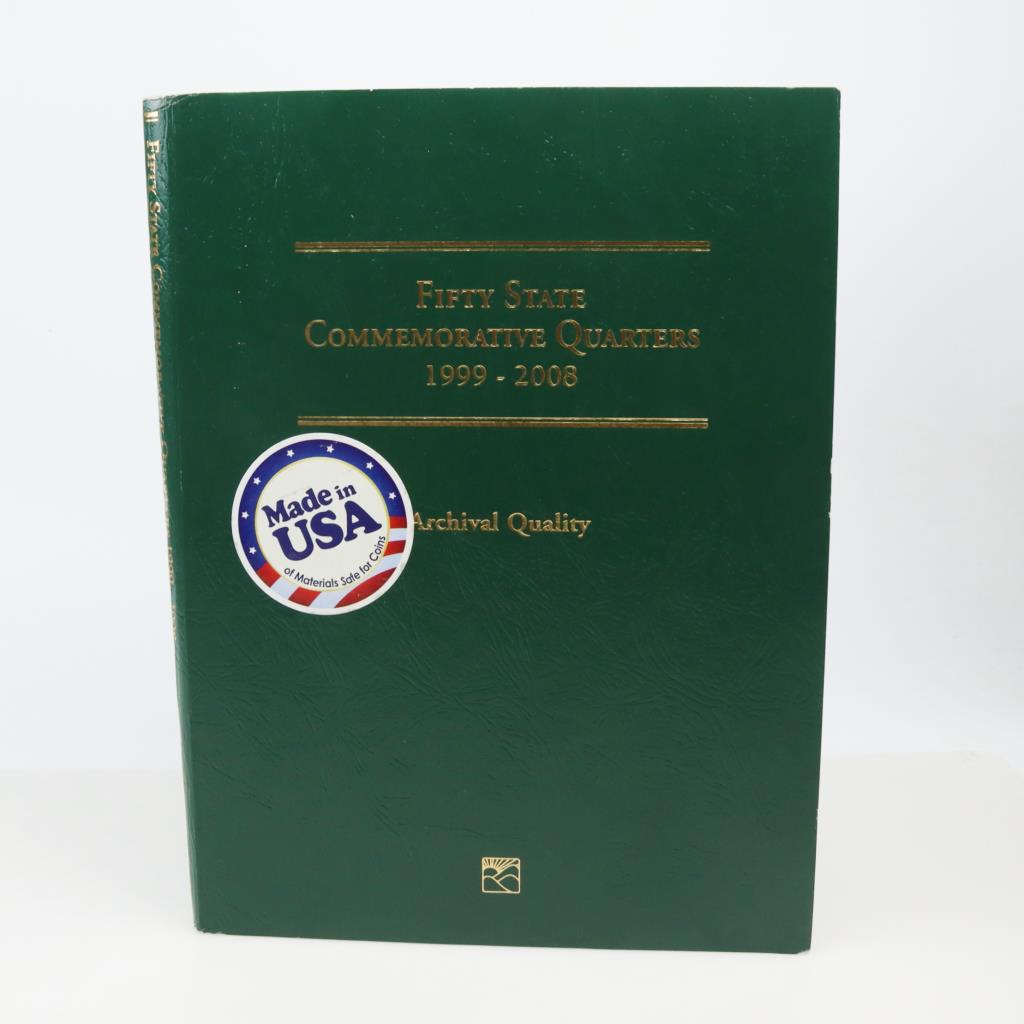 FIFTY STATE COMMEMORATIVE QUARTERS 1999
FIFTY STATE
COMMEMORATIVE QUARTERS
1999 - 2008
Made in
USA
of Materials Safe for Coins
Archival Quality